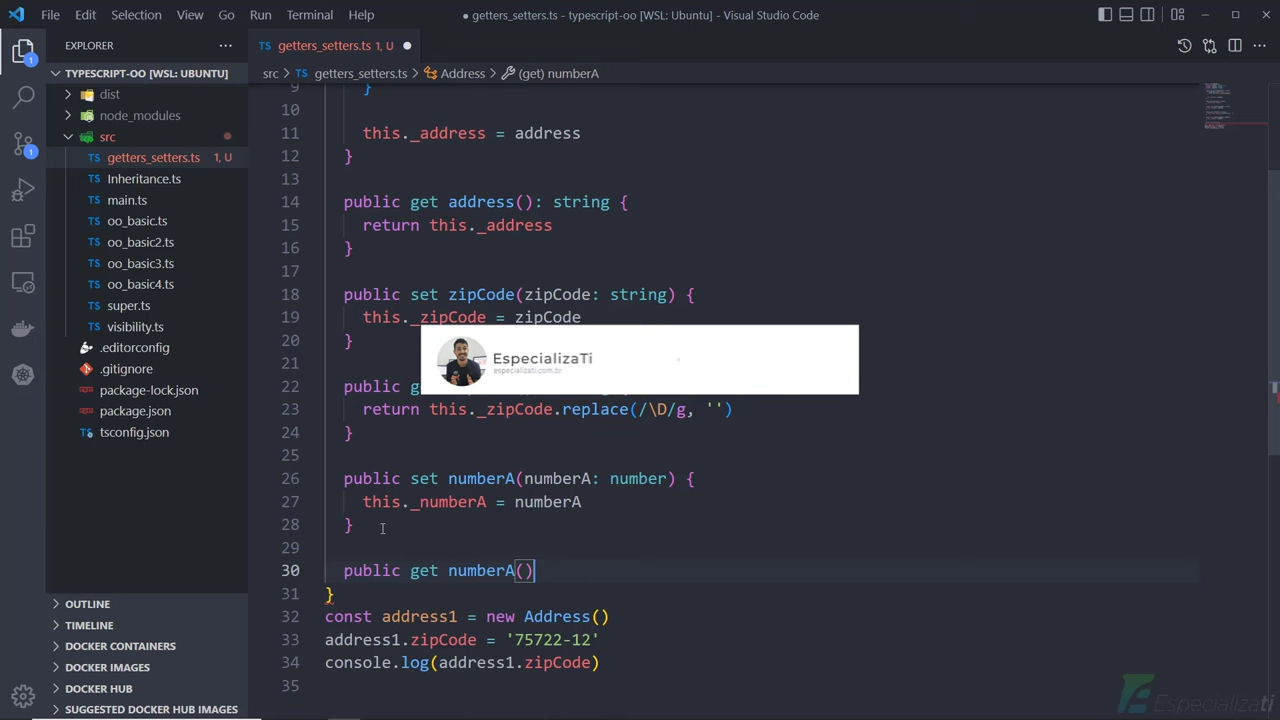 File Edit Selection View Go Run Terminal Help
● getters_setters.ts - typescript-oo [WSL: Ubuntu] - Visual Studio Code
EXPLORER
TYPESCRIPT-OO [WSL: UBUNTU]
dist
node_modules
src
TS getters_setters.ts 1, U
TS Inheritance.ts
TS main.ts
TS oo_basic.ts
TS oo_basic2.ts
TS oo_basic3.ts
TS oo_basic4.ts
TS super.ts
TS visibility.ts
.editorconfig
.gitignore
package-lock.json
package.json
tsconfig.json
OUTLINE
TIMELINE
DOCKER CONTAINERS
DOCKER IMAGES
DOCKER HUB
SUGGESTED DOCKER HUB IMAGES
1
1
TS getters_setters.ts 1, U ●
src > TS getters_setters.ts > Address > (get) numberA
9 }
10
11 this._address = address
12 }
13
14 public get address(): string {
15 return this._address
16 }
17
18 public set zipCode(zipCode: string) {
19 this._zipCode = zipCode
20 }
21
22 public g
23 return this._zipCode.replace(/\D/g, '')
24 }
25
26 public set numberA(numberA: number) {
27 this._numberA = numberA
28 }
29
30 public get numberA()
31 }
32 const address1 = new Address()
33 address1.zipCode = '75722-12'
34 console.log(address1.zipCode)
35
EspecializaTi
especializati.com.br
Especializati